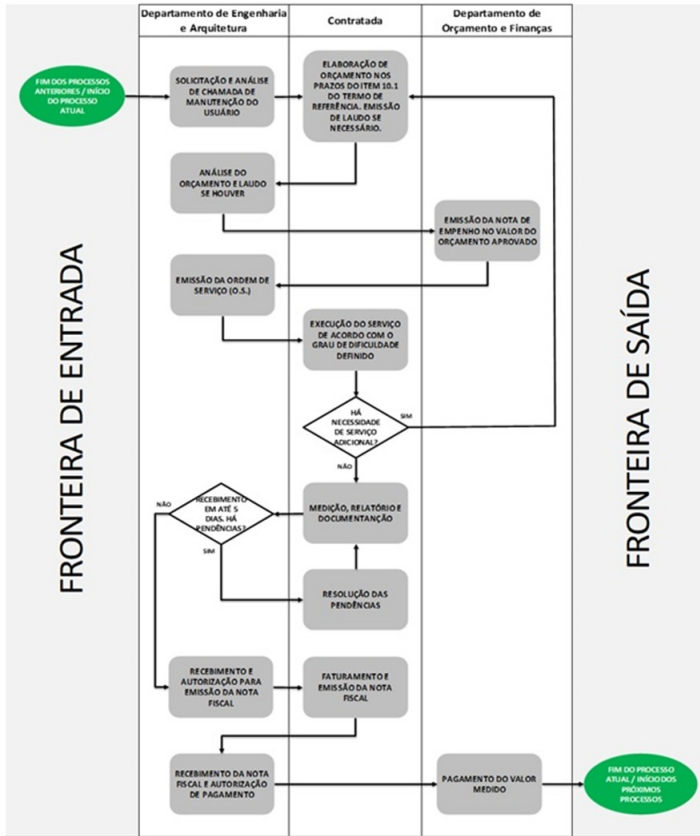 Departamento de Engenharia
e Arquitetura
Contratada
Departamento de
Orçamento e Finanças
FIM DOS PROCESSOS
ANTERIORES / INÍCIO
DO PROCESSO
ATUAL
SOLICITAÇÃO E ANÁLISE
DE CHAMADA DE
MANUTENÇÃO DO
USUÁRIO
ELABORAÇÃO DE
ORÇAMENTO NOS
PRAZOS DO ITEM 10.1
DO TERMO DE
REFERÊNCIA. EMISSÃO
DE LAUDO SE
NECESSÁRIO.
ANÁLISE DO
ORÇAMENTO E LAUDO
SE HOUVER
EMISSÃO DA NOTA DE
EMPENHO NO VALOR DO
ORÇAMENTO APROVADO
EMISSÃO DA ORDEM DE
SERVIÇO (O.S.)
EXECUÇÃO DO SERVIÇO
DE ACORDO COM O
GRAU DE DIFICULDADE
DEFINIDO
HÁ
NECESSIDADE
DE SERVIÇO
ADICIONAL?
SIM
NÃO
MEDIÇÃO, RELATÓRIO E
DOCUMENTANÇÃO
RECEBIMENTO
EM ATÉ 5
DIAS. HÁ
PENDÊNCIAS?
NÃO
SIM
RESOLUÇÃO DAS
PENDÊNCIAS
RECEBIMENTO E
AUTORIZAÇÃO PARA
EMISSÃO DA NOTA
FISCAL
FATURAMENTO E
EMISSÃO DA NOTA
FISCAL
RECEBIMENTO DA NOTA
FISCAL E AUTORIZAÇÃO
DE PAGAMENTO
PAGAMENTO DO VALOR
MEDIDO
FIM DO PROCESSO
ATUAL / INÍCIO DOS
PRÓXIMOS
PROCESSOS
FRONTEIRA DE ENTRADA
FRONTEIRA DE SAÍDA